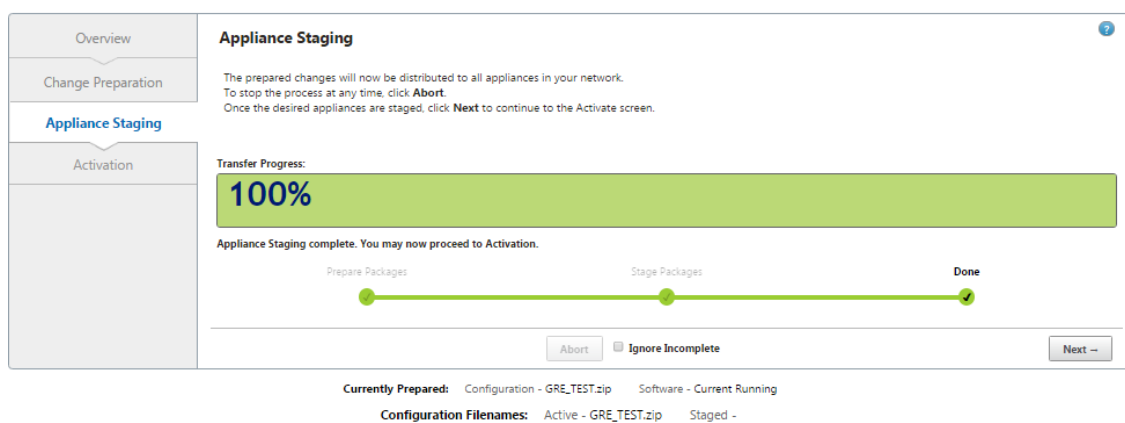 Overview
Change Preparation
Appliance Staging
Activation
Appliance Staging
?
The prepared changes will now be distributed to all appliances in your network.
To stop the process at any time, click Abort.
Once the desired appliances are staged, click Next to continue to the Activate screen.
Transfer Progress:
100%
Appliance Staging complete. You may now proceed to Activation.
Prepare Packages Stage Packages Done
Abort Ignore Incomplete Next →
Currently Prepared: Configuration - GRE_TEST.zip Software - Current Running
Configuration Filenames: Active - GRE_TEST.zip Staged -